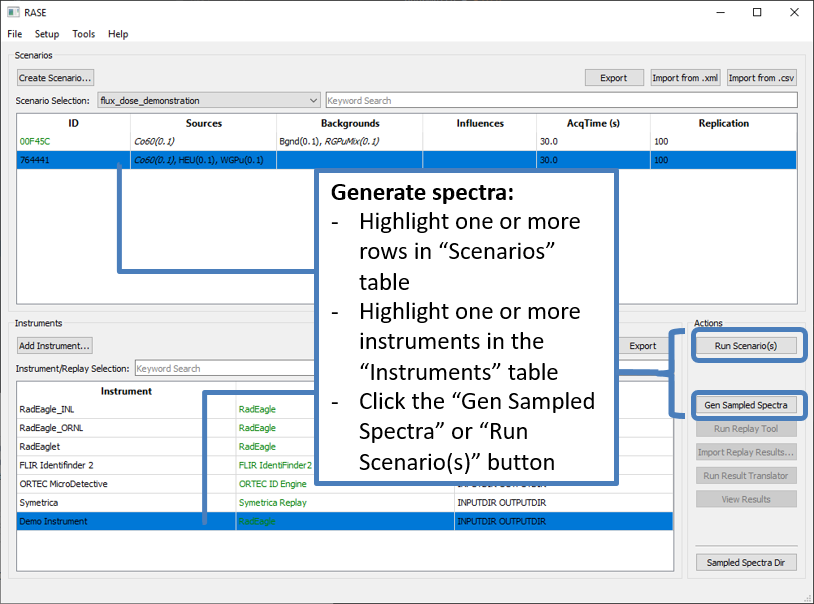 RASE
File Setup Tools Help
Scenarios
Create Scenario... Export Import from .xml Import from .csv
Scenario Selection: flux_dose_demonstration Keyword Search
ID Sources Backgrounds Influences AcqTime (s) Replication
00F45C Co60(0.1) Bgnd(0.1), RGPuMix(0.1) 30.0 100
764441 Co60(0.1), HEU(0.1), WGPu(0.1) 30.0 100
Generate spectra:
- Highlight one or more
rows in “Scenarios”
table
- Highlight one or more
instruments in the
“Instruments” table
- Click the “Gen Sampled
Spectra” or “Run
Scenario(s)” button
Instruments
Add Instrument... Export
Instrument/Replay Selection: Keyword Search
Instrument
RadEagle_INL RadEagle
RadEagle_ORNL RadEagle
RadEaglet RadEagle
FLIR Identifinder 2 FLIR IdentiFinder2
ORTEC MicroDetective ORTEC ID Engine INPUTDIR OUTPUTDIR
Symetrica Symetrica Replay INPUTDIR OUTPUTDIR
Demo Instrument RadEagle INPUTDIR OUTPUTDIR
Actions
Run Scenario(s)
Gen Sampled Spectra
Run Replay Tool
Import Replay Results...
Run Result Translator
View Results
Sampled Spectra Dir